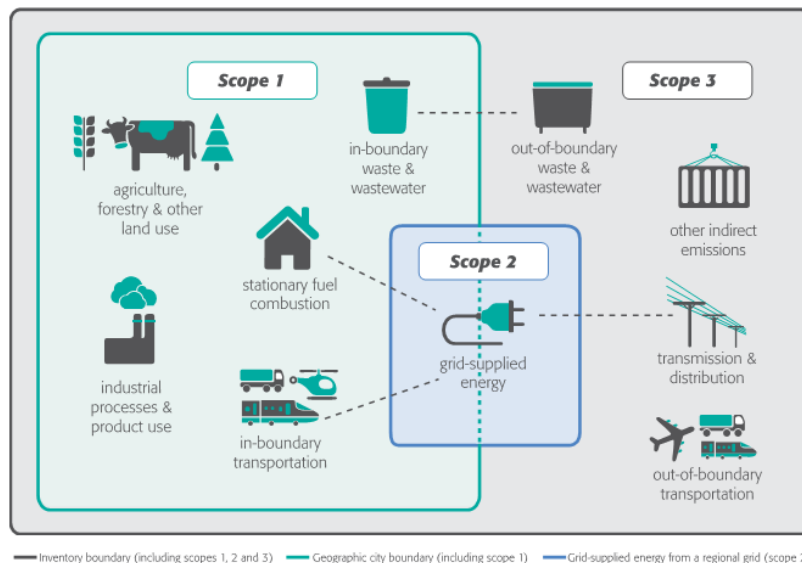 Scope 1
Scope 3
in-boundary
waste &
wastewater
out-of-boundary
waste &
wastewater
agriculture,
forestry & other
land use
other indirect
emissions
Scope 2
stationary fuel
combustion
grid-supplied
energy
transmission &
distribution
industrial
processes &
product use
in-boundary
transportation
out-of-boundary
transportation
Inventory boundary (including scopes 1, 2 and 3) Geographic city boundary (including scope 1) Grid-supplied energy from a regional grid (scope 2